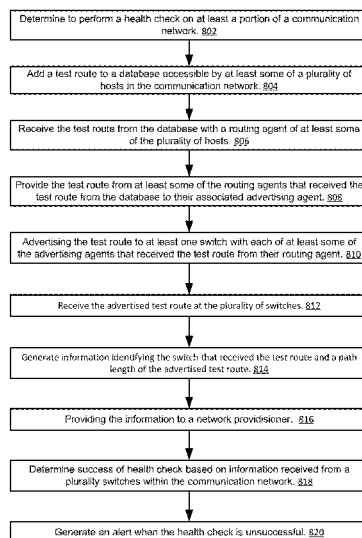 Determine to perform a health check on at least a portion of a communication
network. 802
Add a test route to a database accessible by at least some of a plurality of
hosts in the communication network. 804
Receive the test route from the database with a routing agent of at least some
of the plurality of hosts. 806
Provide the test route from at least some of the routing agents that received the
test route from the database to their associated advertising agent. 808
Advertising the test route to at least one switch with each of at least some of
the advertising agents that received the test route from their routing agent. 810
Receive the advertised test route at the plurality of switches. 812
Generate information identifying the switch that received the test route and a path
length of the advertised test route. 814
Providing the information to a network providisioner. 816
Determine success of health check based on information received from a
plurality switches within the communication network. 818
Generate an alert when the health check is unsuccessful. 820